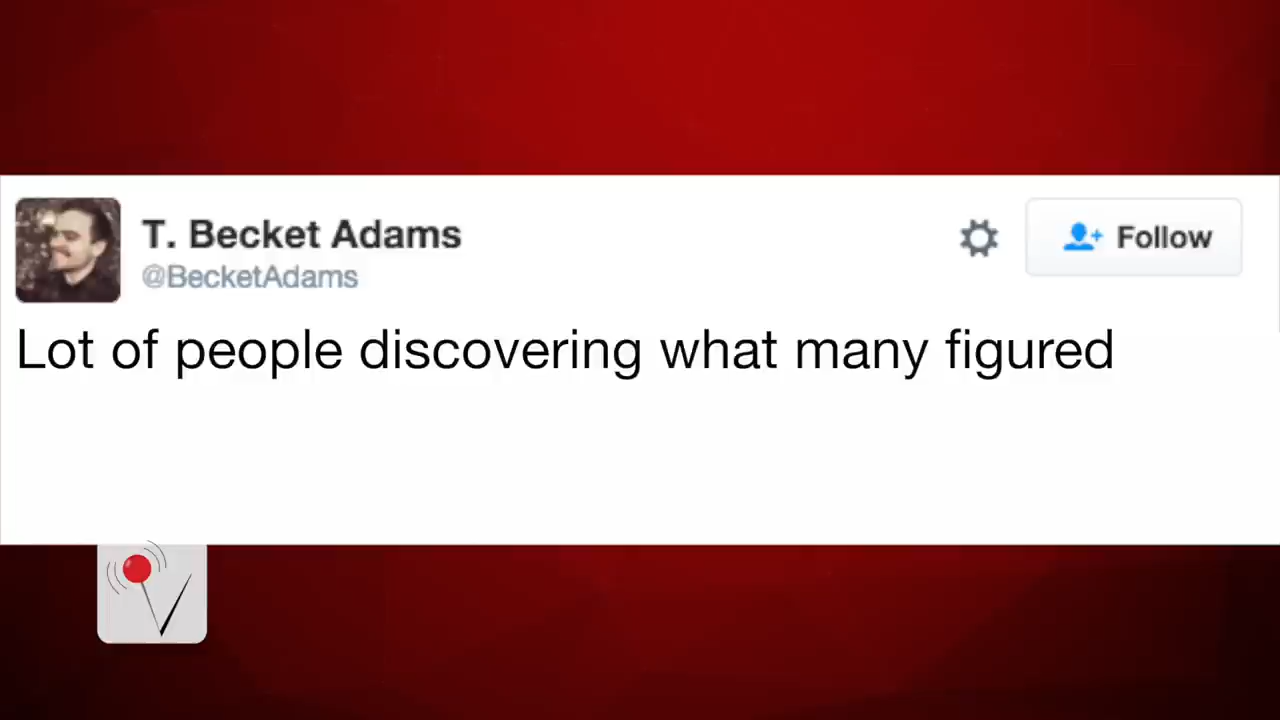 T. Becket Adams
@BecketAdams
Follow
Lot of people discovering what many figured